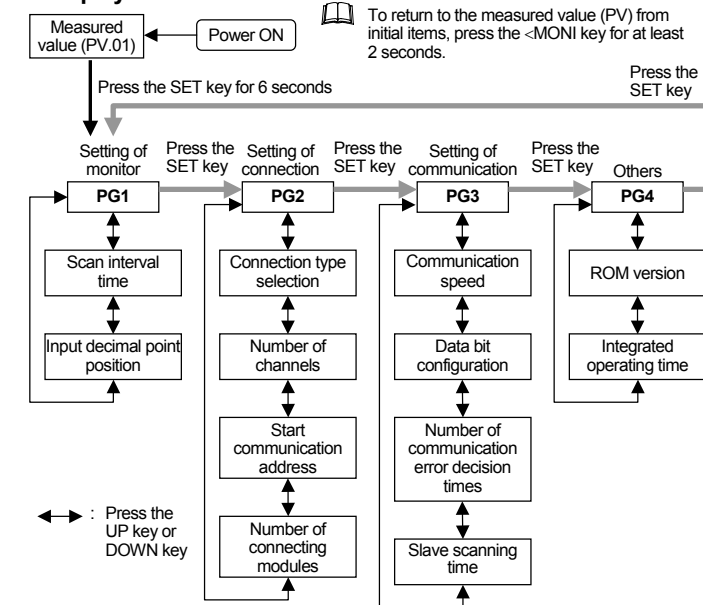 Measured
value (PV.01)
Power ON
To return to the measured value (PV) from
initial items, press the <MONI key for at least
2 seconds.
Press the SET key for 6 seconds
Press the
SET key
Setting of
monitor
PG1
Press the
SET key
Setting of
connection
PG2
Press the
SET key
Setting of
communication
PG3
Press the
SET key
Others
PG4
Scan interval
time
Input decimal point
position
Connection type
selection
Number of
channels
Start
communication
address
Number of
connecting
modules
Communication
speed
Data bit
configuration
Number of
communication
error decision
times
Slave scanning
time
ROM version
Integrated
operating time
: Press the
UP key or
DOWN key